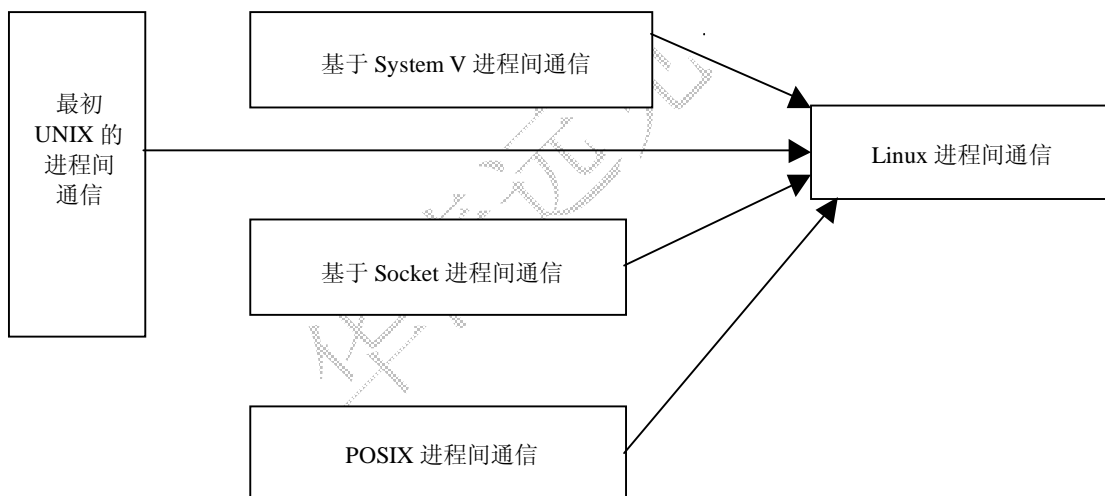 最初
UNIX 的
进程间
通信
基于 System V 进程间通信
Linux 进程间通信
基于 Socket 进程间通信
POSIX 进程间通信